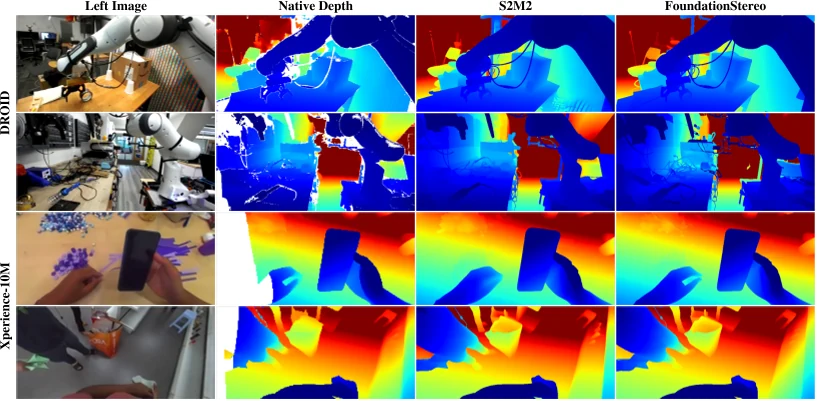 Left Image
Native Depth
S2M2
FoundationStereo
DROID
Xperience-10M